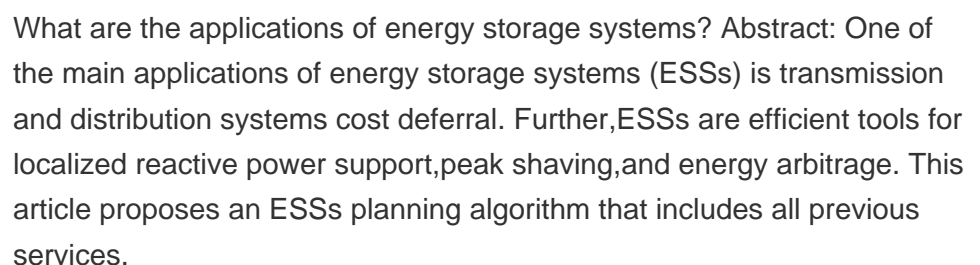 What are the applications of energy storage systems? Abstract: One of
the main applications of energy storage systems (ESSs) is transmission
and distribution systems cost deferral. Further,ESSs are efficient tools for
localized reactive power support,peak shaving,and energy arbitrage. This
article proposes an ESSs planning algorithm that includes all previous
services.